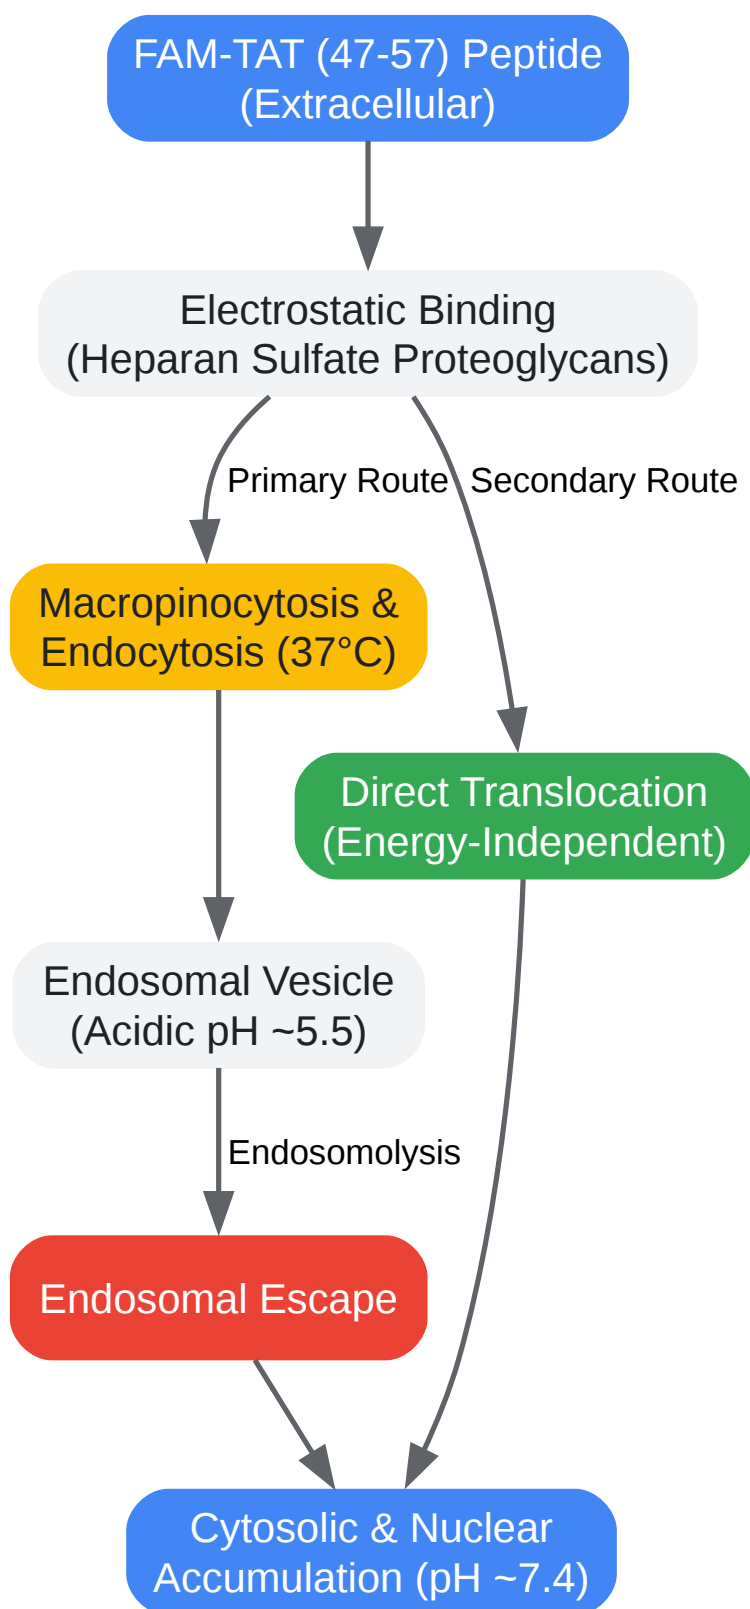 FAM-TAT (47-57) Peptide
(Extracellular)
Electrostatic Binding
(Heparan Sulfate Proteoglycans)
Primary Route
Secondary Route
Macropinocytosis &
Endocytosis (37°C)
Direct Translocation
(Energy-Independent)
Endosomal Vesicle
(Acidic pH ~5.5)
Endosomolysis
Endosomal Escape
Cytosolic & Nuclear
Accumulation (pH ~7.4)